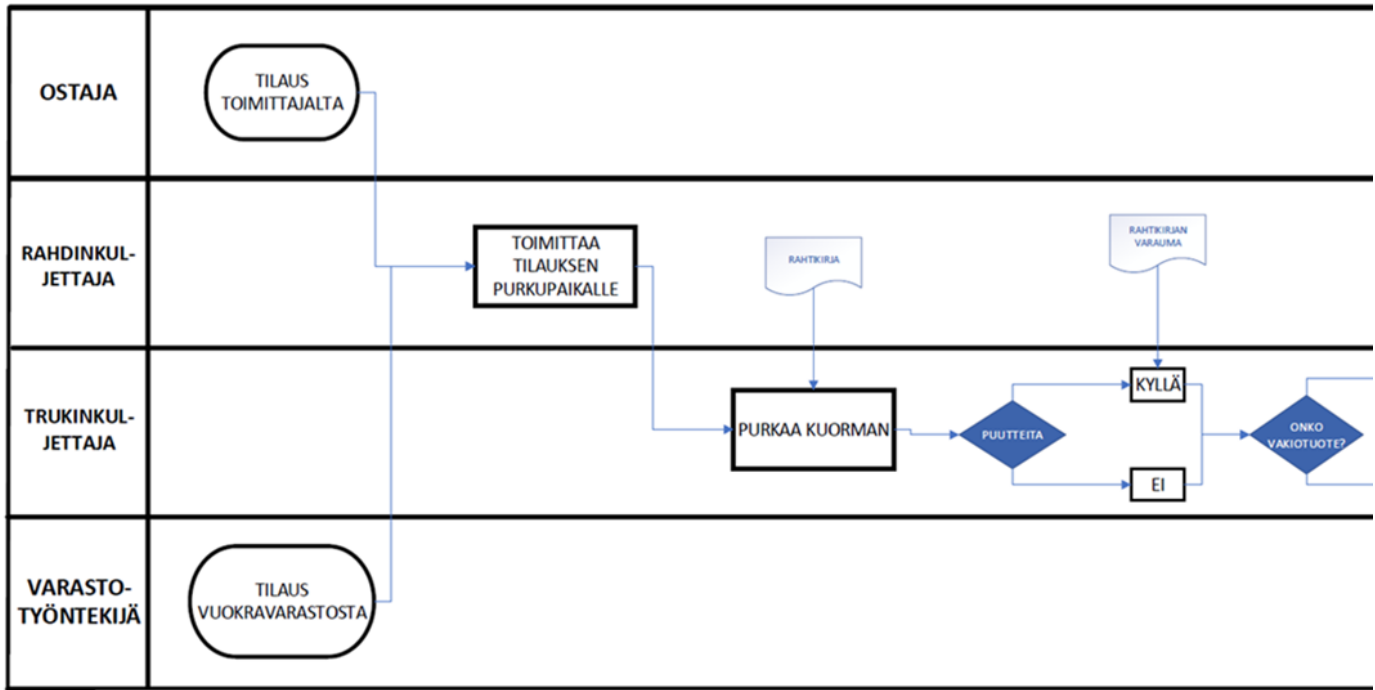 OSTAJA
TILAUS
TOIMITTAJALTA
RAHDINKUL-
JETTAJA
TOIMITTAA
TILAUKSEN
PURKUPAIKALLE
RAHTIKIRJA
RAHTIKIRJAN
VARAUMA
TRUKINKUL-
JETTAJA
PURKAA KUORMAN
PUUTTEITA
KYLLÄ
EI
ONKO
VAKIOTUOTE?
VARASTO-
TYÖNTEKIJÄ
TILAUS
VUOKRAVARASTOSTA